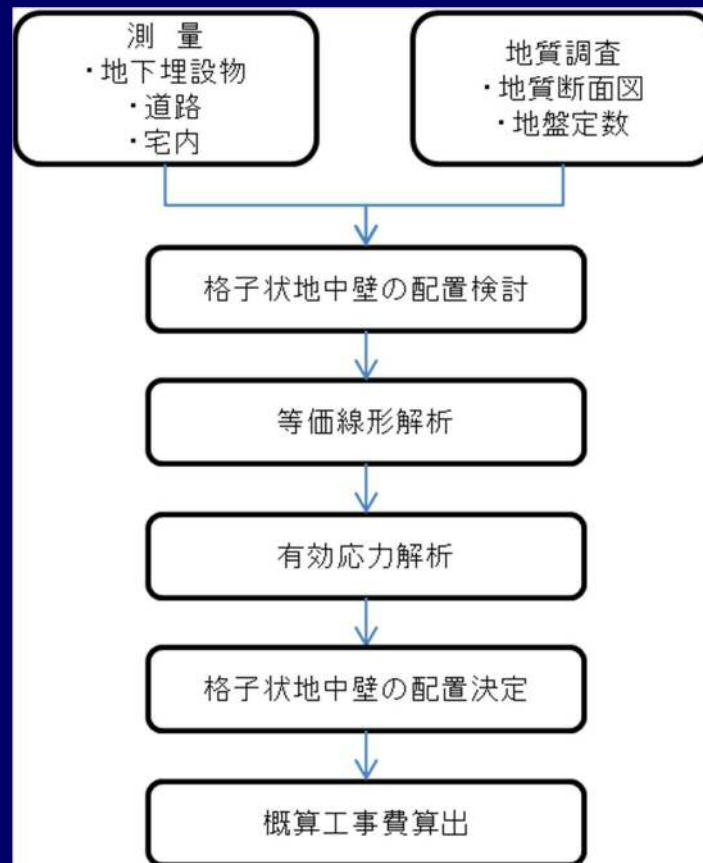 測 量
・地下埋設物
・道路
・宅内
地質調査
・地質断面図
・地盤定数
格子状地中壁の配置検討
等価線形解析
有効応力解析
格子状地中壁の配置決定
概算工事費算出